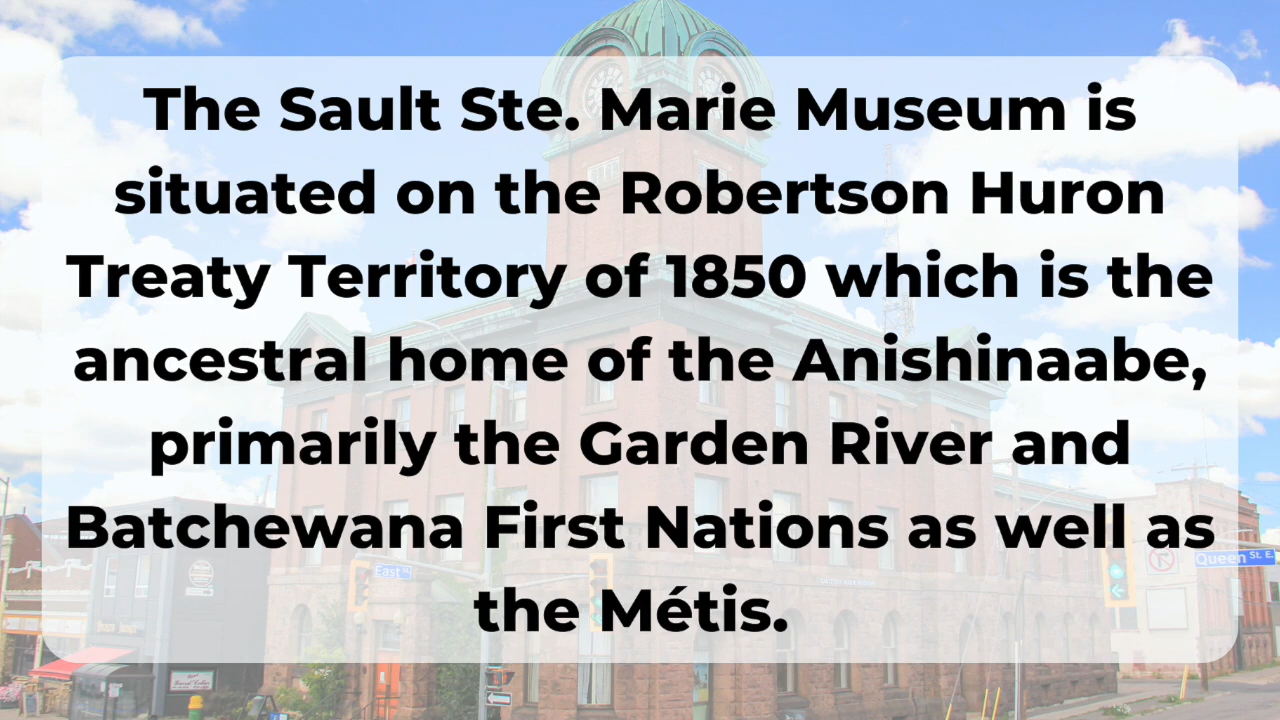 The Sault Ste. Marie Museum is
situated on the Robertson Huron
Treaty Territory of 1850 which is the
ancestral home of the Anishinaabe,
primarily the Garden River and
Batchewana First Nations as well as
the Métis.
East St.
Queen St. E.